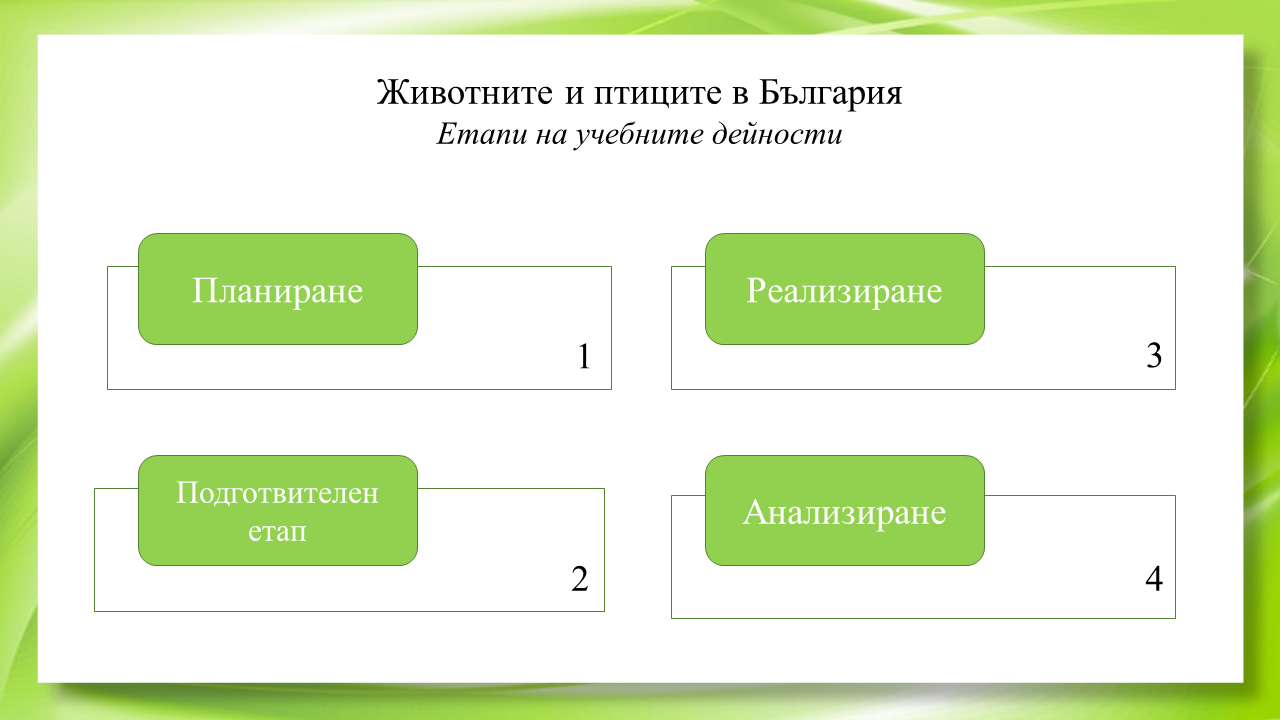 Животните и птиците в България
Етапи на учебните дейности
Планиране
1
Подготвителен
етап
2
Реализиране
3
Анализиране
4